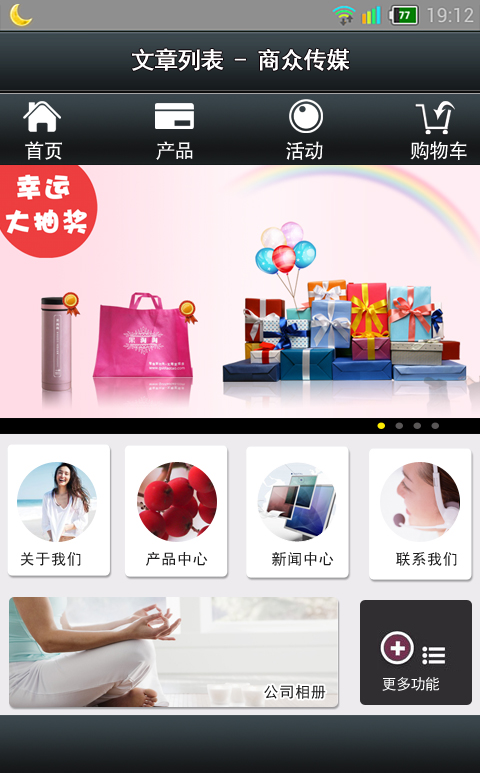 77 19:12
文章列表 - 商众传媒
首页 产品 活动 购物车
幸运
大抽奖
关于我们 产品中心 新闻中心 联系我们
公司相册
更多功能